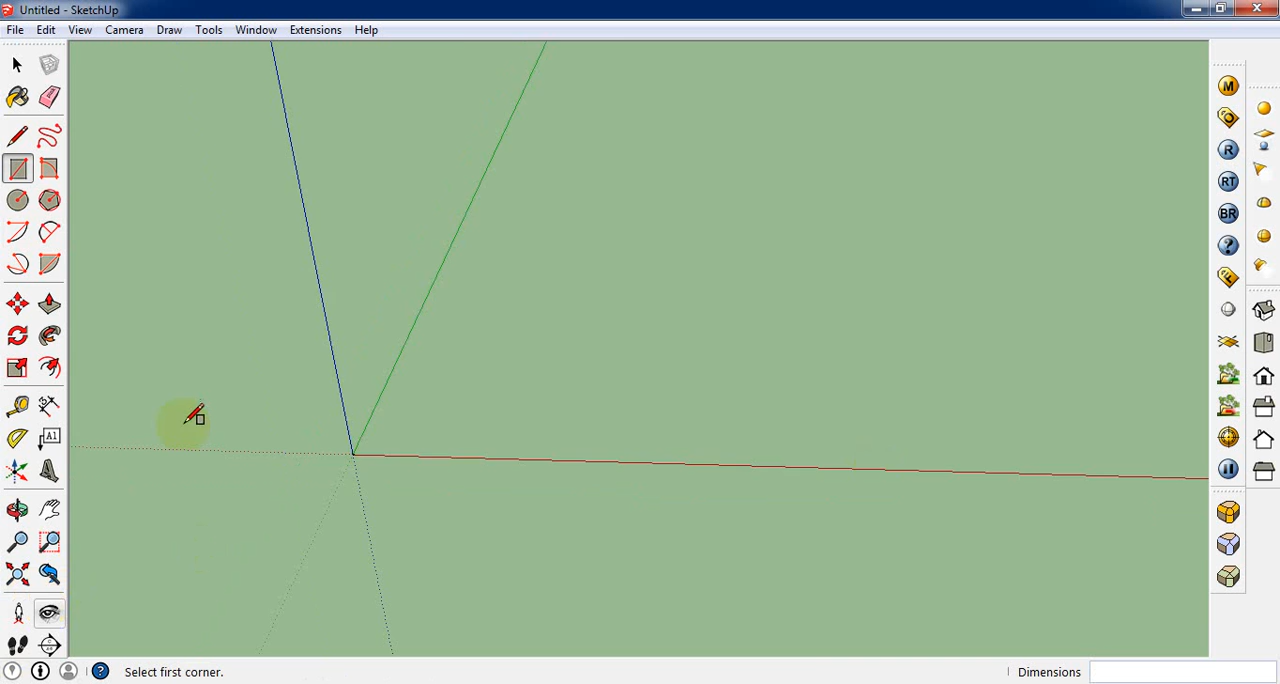 Untitled - SketchUp
File Edit View Camera Draw Tools Window Extensions Help
M
R
RT
BR
?
A1
? Select first corner. Dimensions